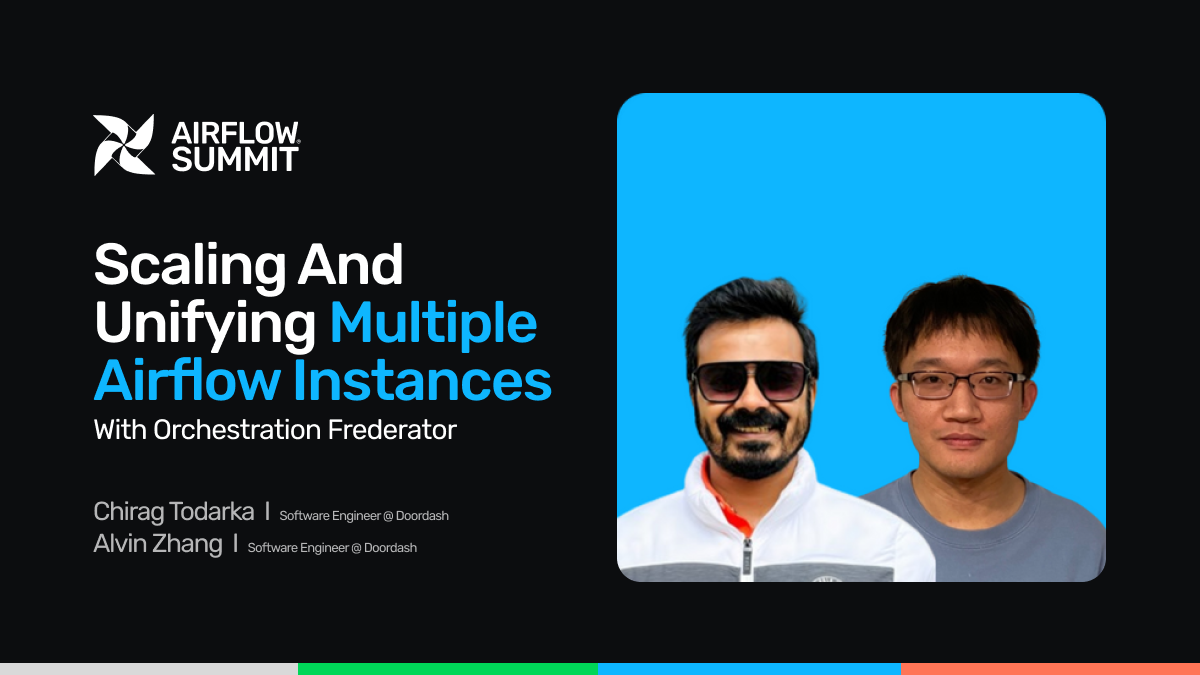 AIRFLOW
SUMMIT
Scaling And
Unifying Multiple
Airflow Instances
With Orchestration Frederator
Chirag Todarka | Software Engineer @ Doordash
Alvin Zhang | Software Engineer @ Doordash